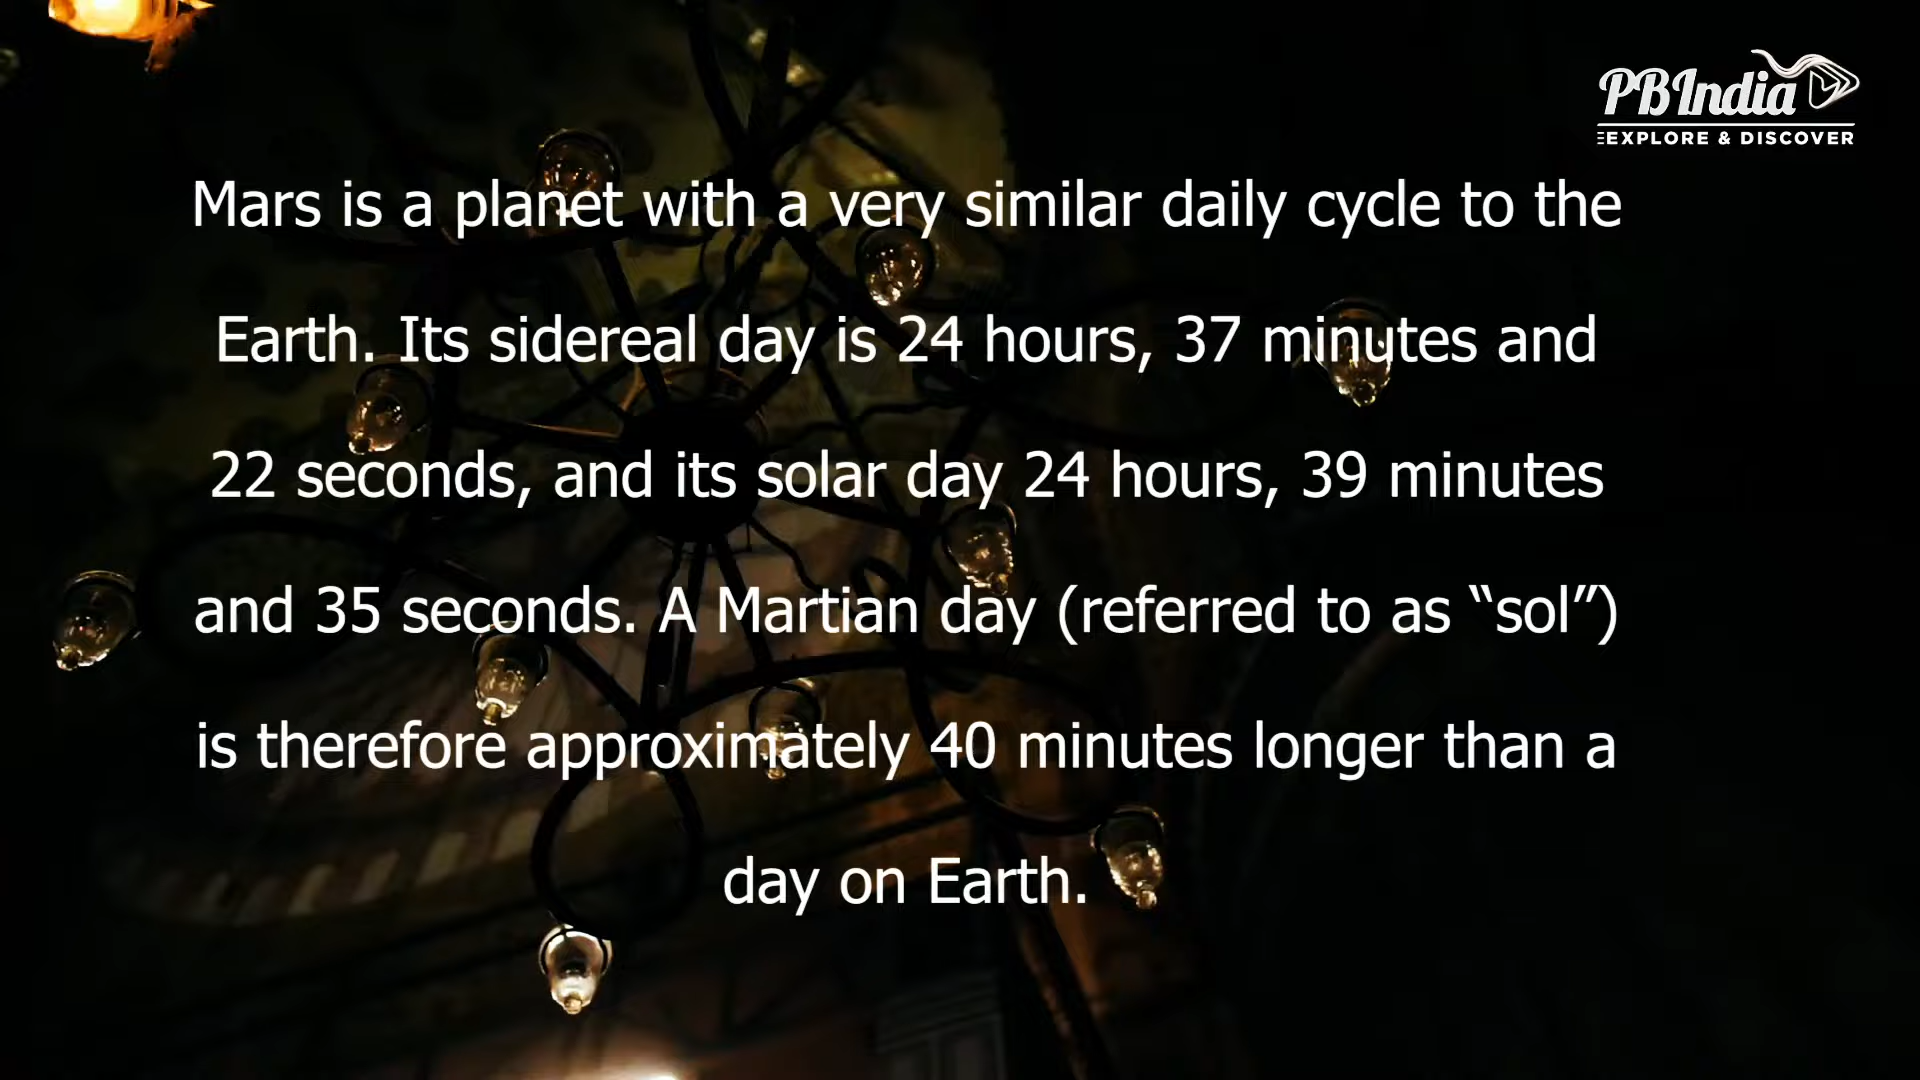 PBIndia
EXPLORE & DISCOVER
Mars is a planet with a very similar daily cycle to the
Earth. Its sidereal day is 24 hours, 37 minutes and
22 seconds, and its solar day 24 hours, 39 minutes
and 35 seconds. A Martian day (referred to as “sol”)
is therefore approximately 40 minutes longer than a
day on Earth.